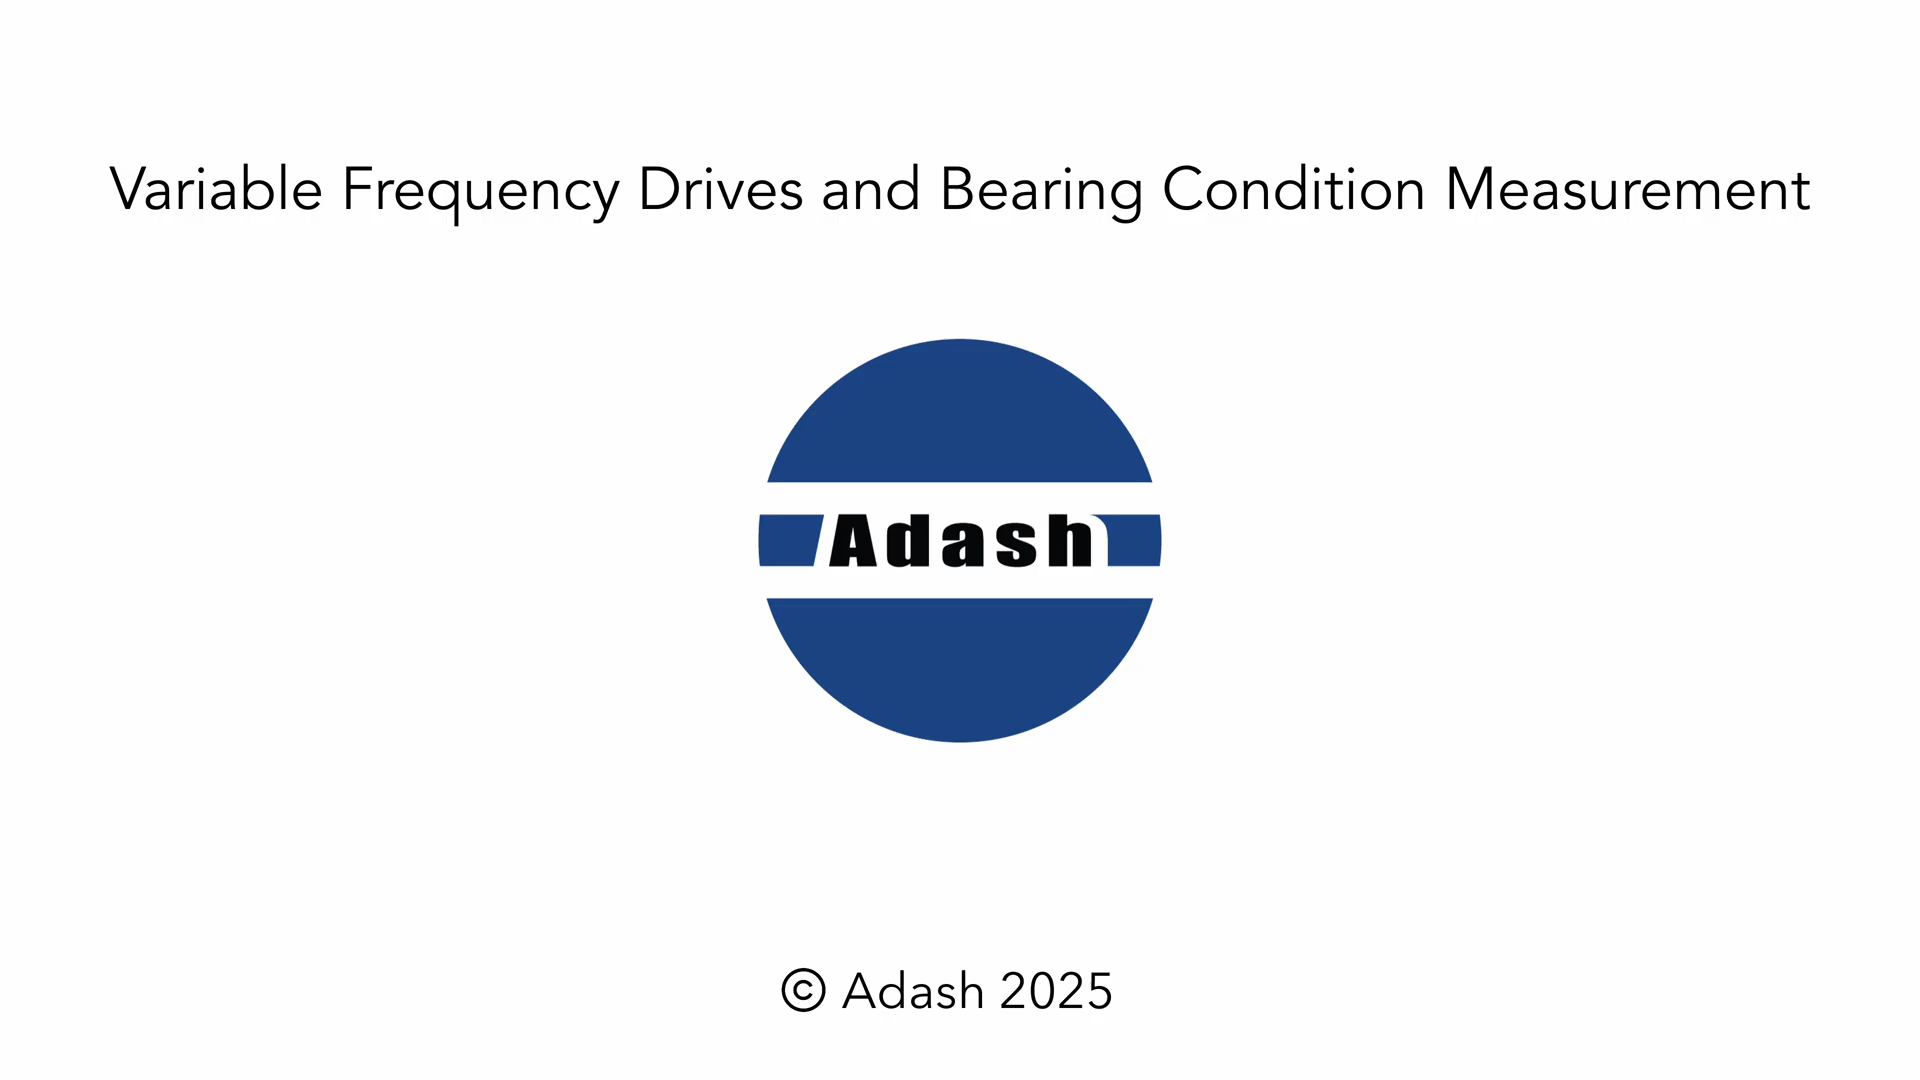 Variable Frequency Drives and Bearing Condition Measurement
Adash
© Adash 2025